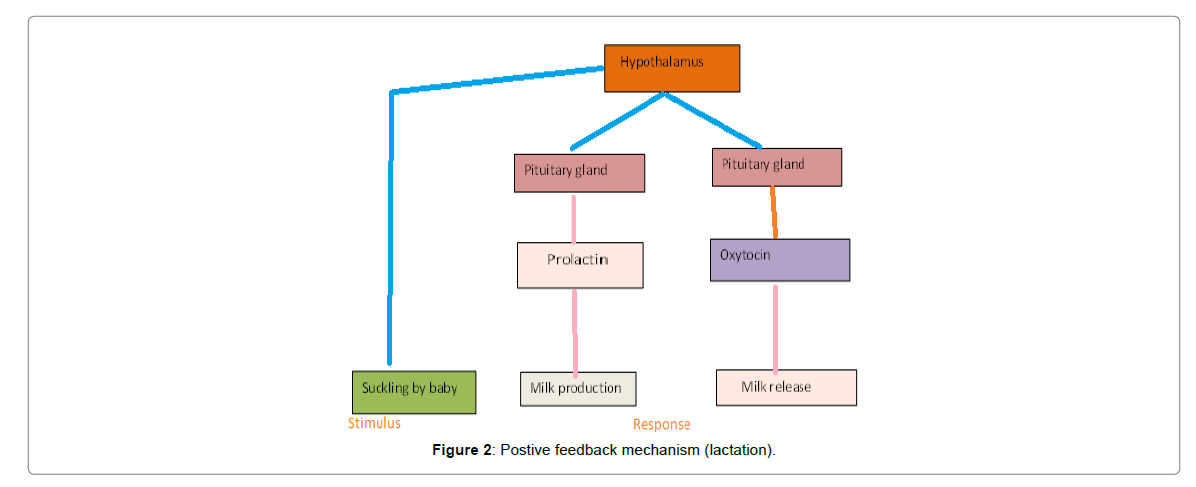 Hypothalamus
Pituitary gland
Pituitary gland
Prolactin
Oxytocin
Suckling by baby
Milk production
Milk release
Stimulus
Response
Figure 2: Postive feedback mechanism (lactation).